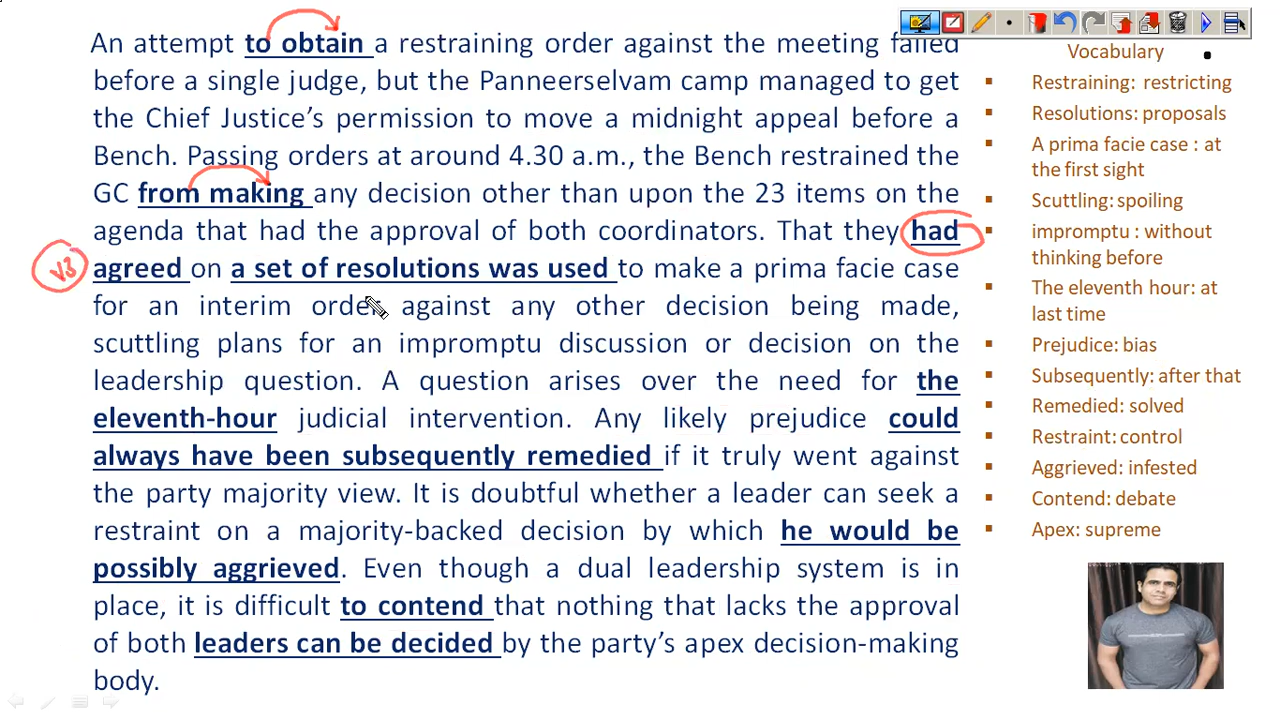 An attempt to obtain a restraining order against the meeting failed
before a single judge, but the Panneerselvam camp managed to get
the Chief Justice’s permission to move a midnight appeal before a
Bench. Passing orders at around 4.30 a.m., the Bench restrained the
GC from making any decision other than upon the 23 items on the
agenda that had the approval of both coordinators. That they had
V3
agreed on a set of resolutions was used to make a prima facie case
for an interim order against any other decision being made,
scuttling plans for an impromptu discussion or decision on the
leadership question. A question arises over the need for the
eleventh-hour judicial intervention. Any likely prejudice could
always have been subsequently remedied if it truly went against
the party majority view. It is doubtful whether a leader can seek a
restraint on a majority-backed decision by which he would be
possibly aggrieved. Even though a dual leadership system is in
place, it is difficult to contend that nothing that lacks the approval
of both leaders can be decided by the party’s apex decision-making
body.
Vocabulary
▪ Restraining: restricting
▪ Resolutions: proposals
▪ A prima facie case : at
the first sight
▪ Scuttling: spoiling
▪ impromptu : without
thinking before
▪ The eleventh hour: at
last time
▪ Prejudice: bias
▪ Subsequently: after that
▪ Remedied: solved
▪ Restraint: control
▪ Aggrieved: infested
▪ Contend: debate
▪ Apex: supreme